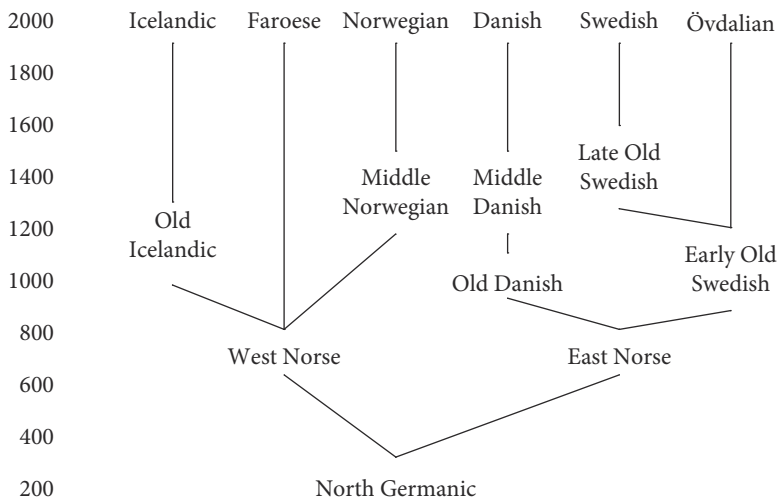 2000 Icelandic Faroese Norwegian Danish Swedish Övdalian
1800
1600
Late Old
1400 Middle Middle Swedish
Norwegian Danish
1200 Old
Icelandic Early Old
1000 Old Danish Swedish
800
West Norse East Norse
600
400
200 North Germanic